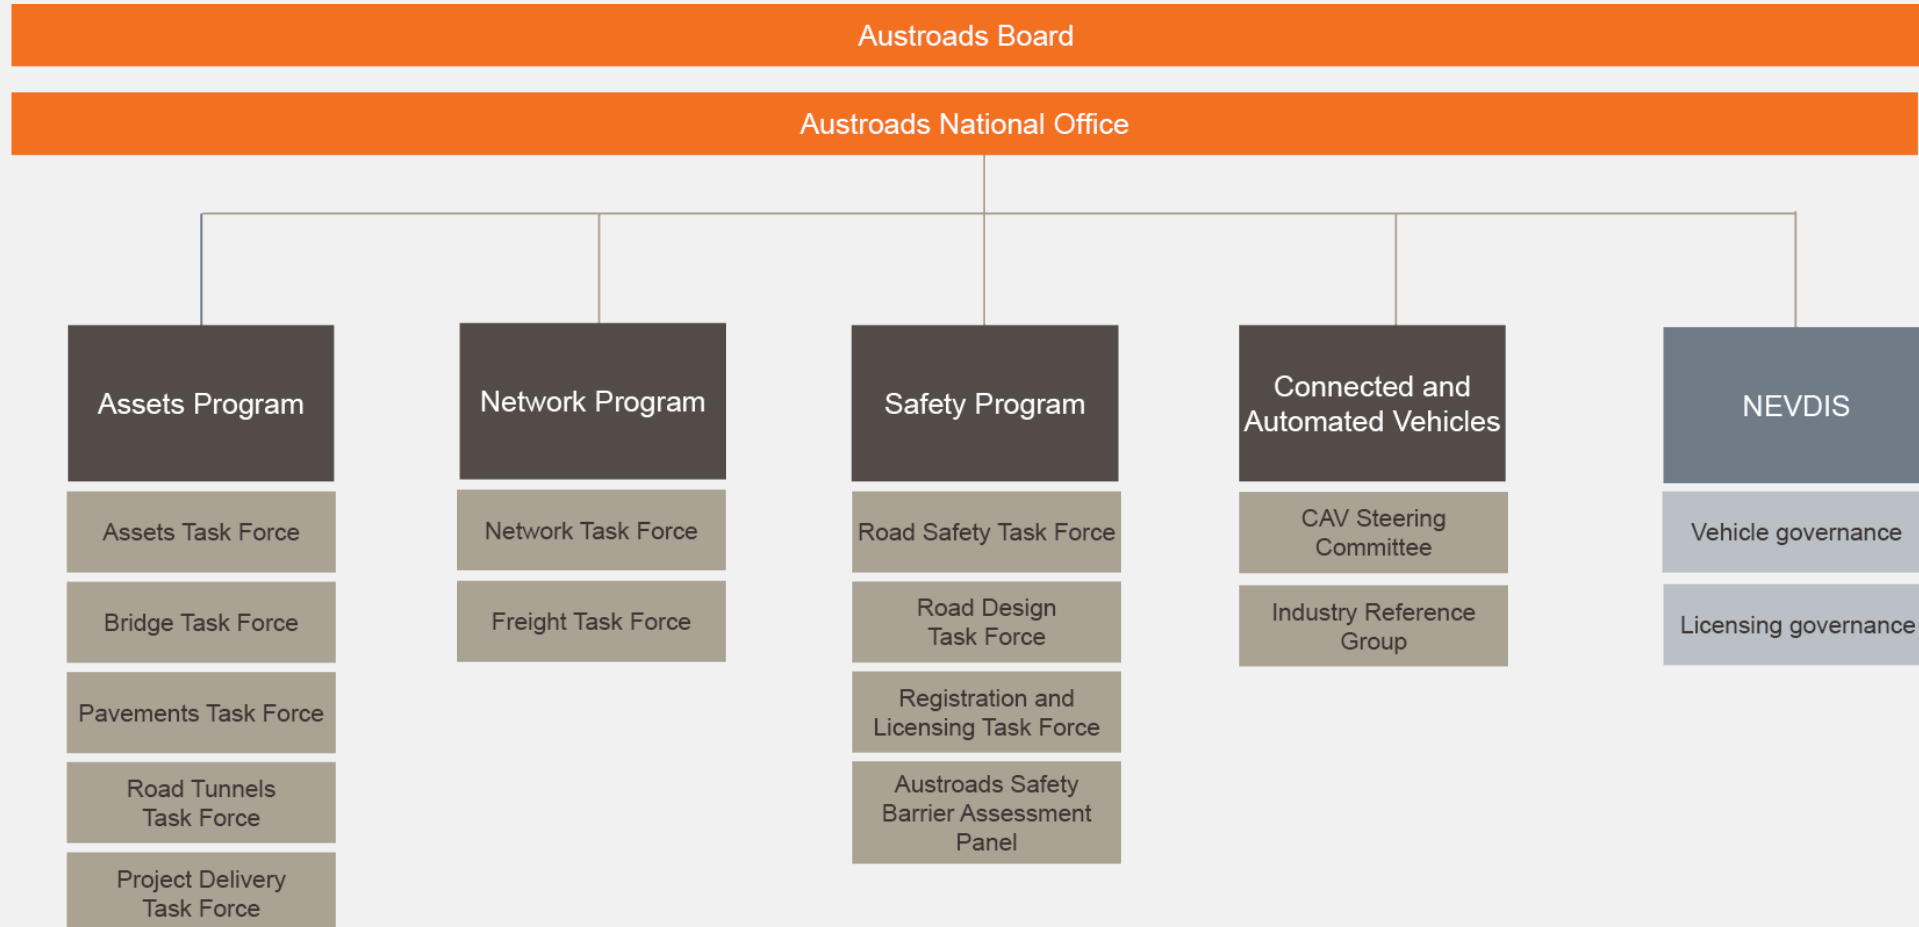 Austroads Board
Austroads National Office
Assets Program
Assets Task Force
Bridge Task Force
Pavements Task Force
Road Tunnels
Task Force
Project Delivery
Task Force
Network Program
Network Task Force
Freight Task Force
Safety Program
Road Safety Task Force
Road Design
Task Force
Registration and
Licensing Task Force
Austroads Safety
Barrier Assessment
Panel
Connected and
Automated Vehicles
CAV Steering
Committee
Industry Reference
Group
NEVDIS
Vehicle governance
Licensing governance